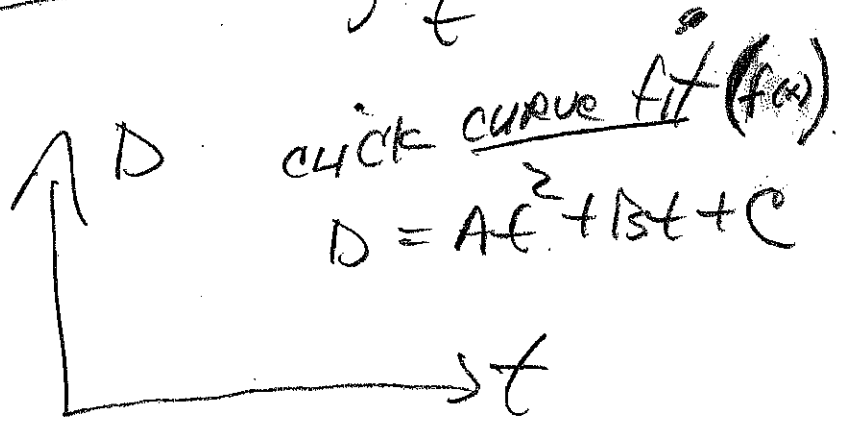 t
click curve fit (f(x))
D
D = At² + Bt + C
t